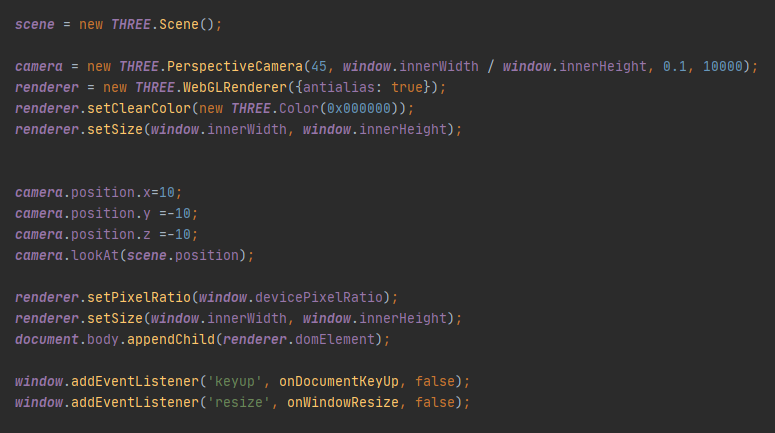 scene = new THREE.Scene();
camera = new THREE.PerspectiveCamera(45, window.innerWidth / window.innerHeight, 0.1, 10000);
renderer = new THREE.WebGLRenderer({antialias: true});
renderer.setClearColor(new THREE.Color(0x000000));
renderer.setSize(window.innerWidth, window.innerHeight);
camera.position.x=10;
camera.position.y =-10;
camera.position.z =-10;
camera.lookAt(scene.position);
renderer.setPixelRatio(window.devicePixelRatio);
renderer.setSize(window.innerWidth, window.innerHeight);
document.body.appendChild(renderer.domElement);
window.addEventListener('keyup', onDocumentKeyUp, false);
window.addEventListener('resize', onWindowResize, false);